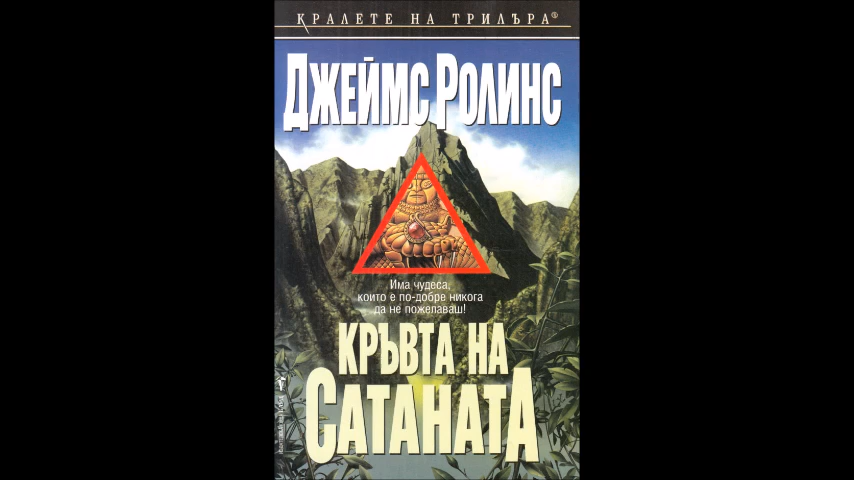 КРАЛЕТЕ НА ТРИЛЪРА®
ДЖЕЙМС РОЛИНС
Има чудеса,
които е по-добре никога
да не пожелаваш!
КРЪВТА НА
САТАНАТА